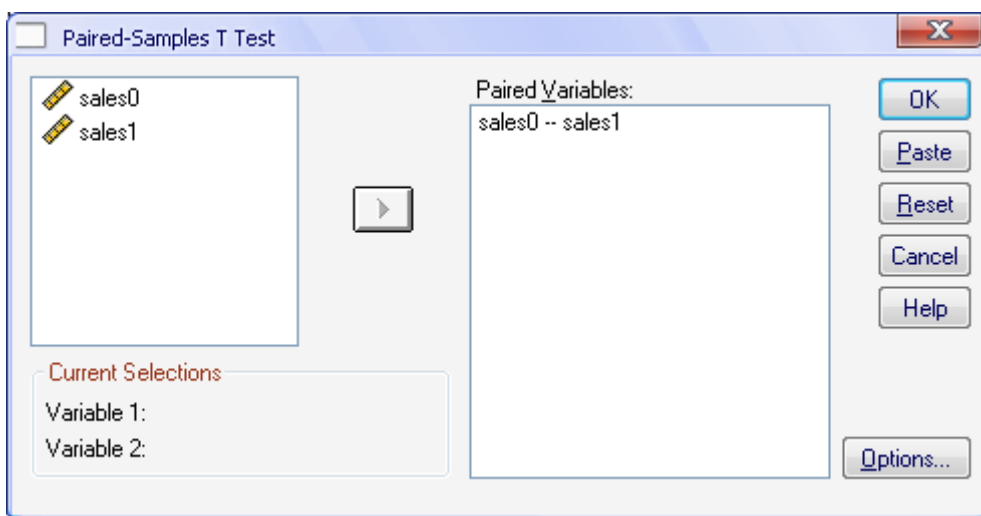 Paired-Samples T Test
sales0
sales1
Current Selections
Variable 1:
Variable 2:
Paired Variables:
sales0 -- sales1
OK
Paste
Reset
Cancel
Help
Options...